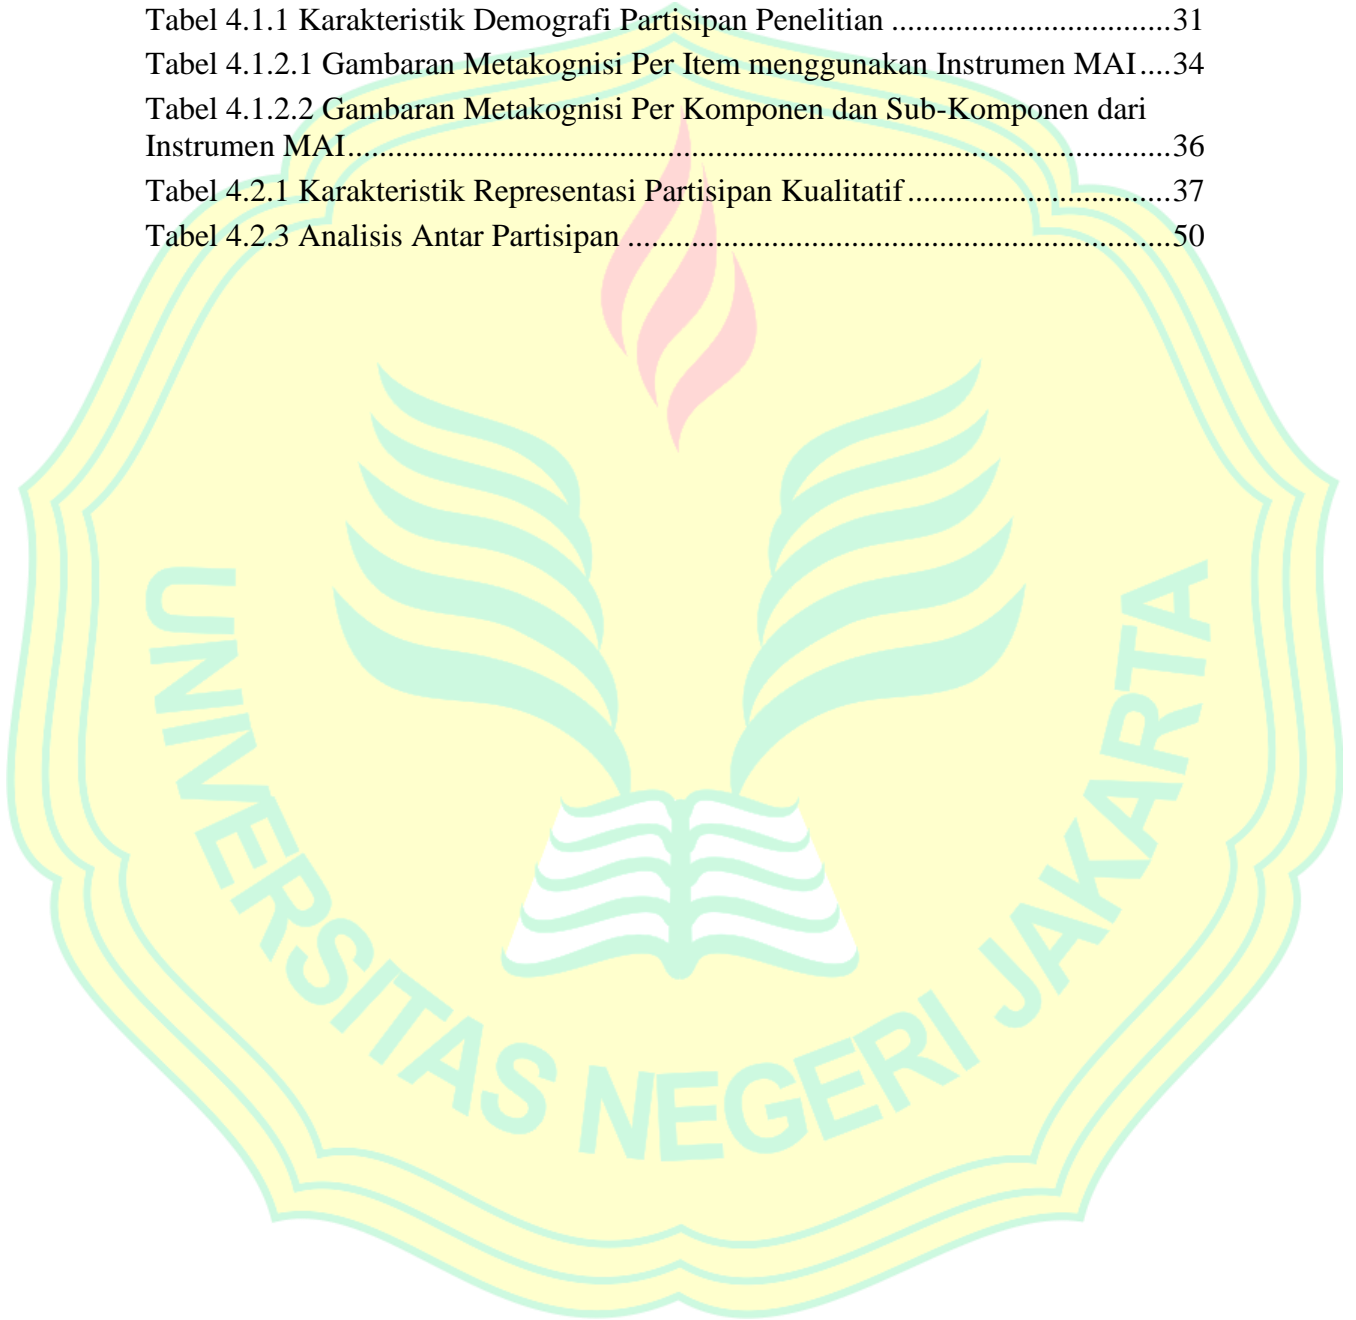 Tabel 4.1.1 Karakteristik Demografi Partisipan Penelitian ...................................31
Tabel 4.1.2.1 Gambaran Metakognisi Per Item menggunakan Instrumen MAI....34
Tabel 4.1.2.2 Gambaran Metakognisi Per Komponen dan Sub-Komponen dari
Instrumen MAI.......................................................................................................36
Tabel 4.2.1 Karakteristik Representasi Partisipan Kualitatif.................................37
Tabel 4.2.3 Analisis Antar Partisipan ....................................................................50
UNIVERSITAS NEGERI JAKARTA